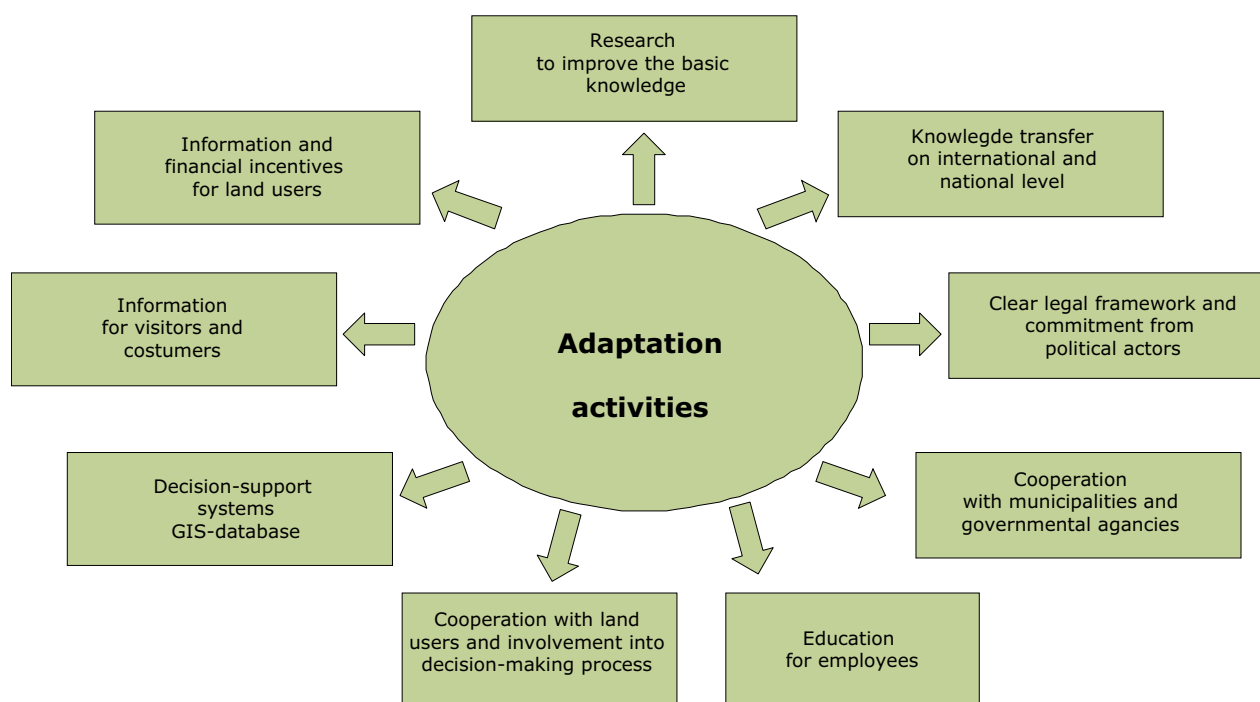 Research
to improve the basic
knowledge
Information and
financial incentives
for land users
Knowlegde transfer
on international and
national level
Information
for visitors and
costumers
Adaptation
activities
Clear legal framework and
commitment from
political actors
Decision-support
systems
GIS-database
Cooperation
with municipalities and
governmental agancies
Cooperation with land
users and involvement into
decision-making process
Education
for employees